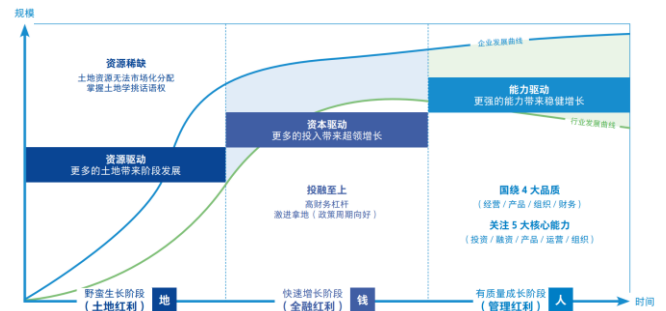 规模
企业发展曲线
资源稀缺
土地资源无法市场化分配
掌握土地学挑话语权
能力驱动
更强的能力带来稳健增长
行业发展曲线
资本驱动
更多的投入带来超领增长
资源驱动
更多的土地带来阶段发展
投融至上
高财务杠杆
激进拿地（政策周期向好）
国绕 4 大品质
（经营 / 产品 / 组织 / 财务）
关注 5 大核心能力
（投资 / 融资 / 产品 / 运营 / 组织）
野蛮生长阶段
（土地红利）
地
快速增长阶段
（全融红利）
钱
有质量成长阶段
（管理红利）
人
时间